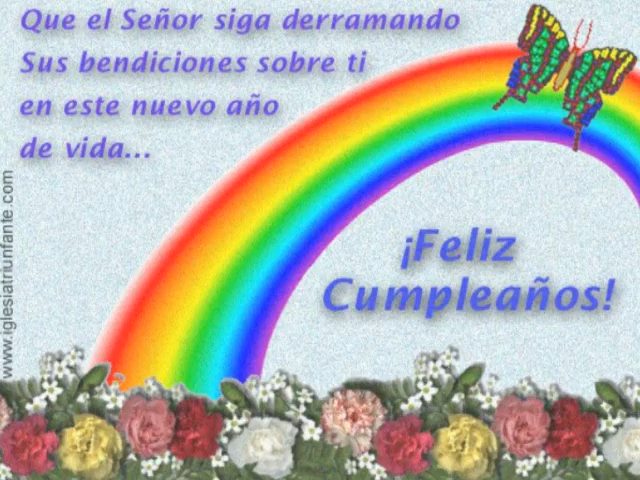 Que el Señor siga derramando
Sus bendiciones sobre ti
en este nuevo año
de vida...
¡Feliz
Cumpleaños!
www.iglesiatriunfante.com